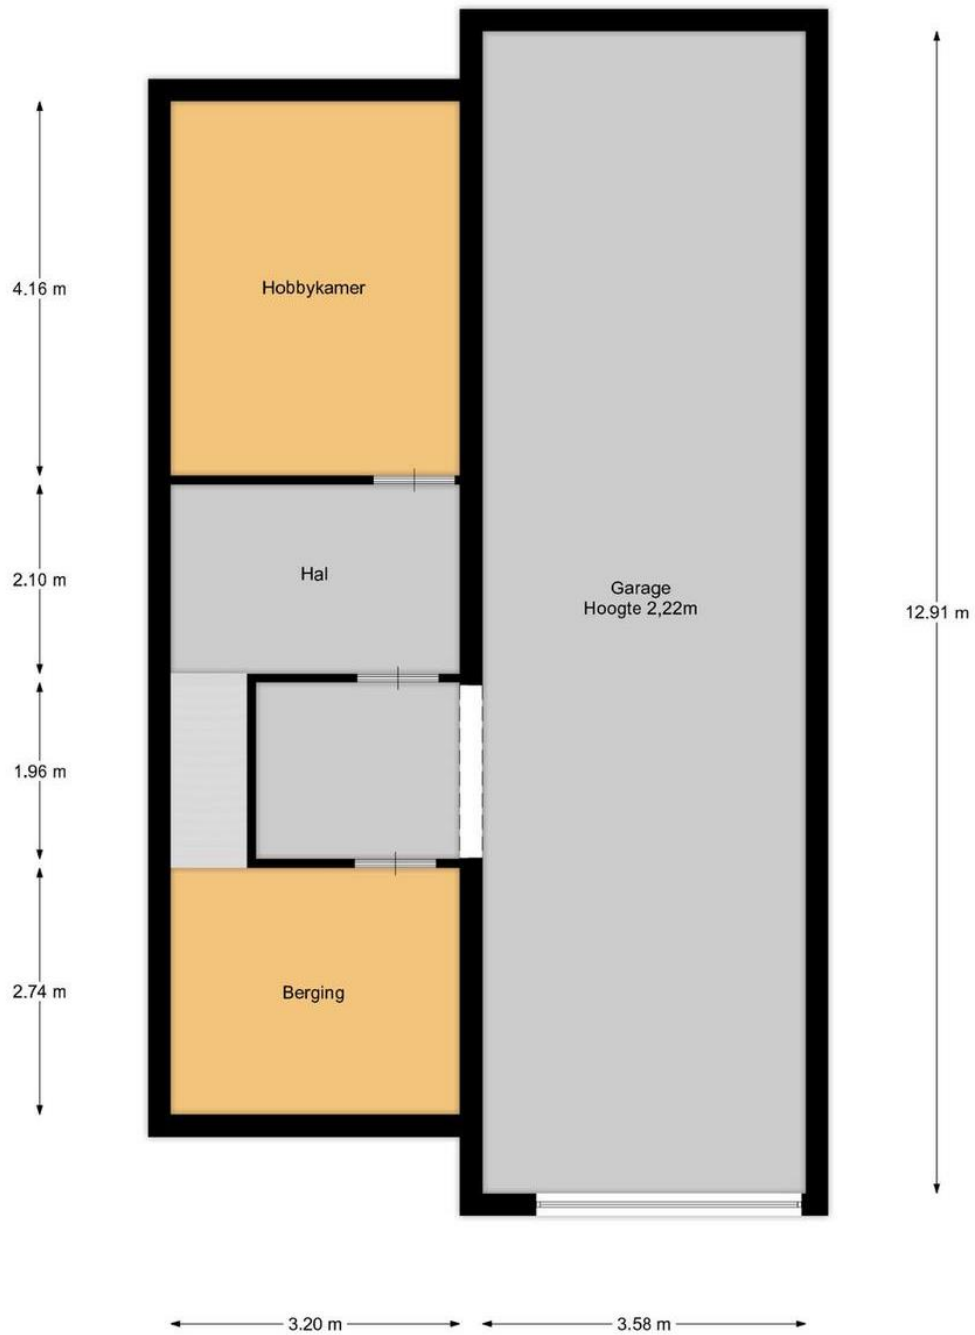 4.16 m
Hobbykamer
2.10 m
Hal
Garage
Hoogte 2,22m
12.91 m
1.96 m
2.74 m
Berging
3.20 m
3.58 m